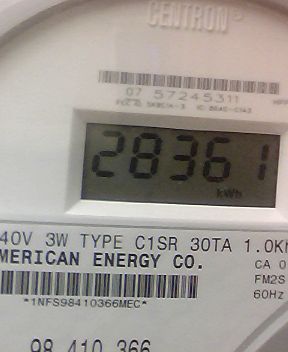 CENTRON®
07 57245311
28361
kWh
40V 3W TYPE C1SR 30TA 1.0K
MERICAN ENERGY CO.
CA 0
FM2S
*1NFS98410366MEC*
60Hz
98 410 366